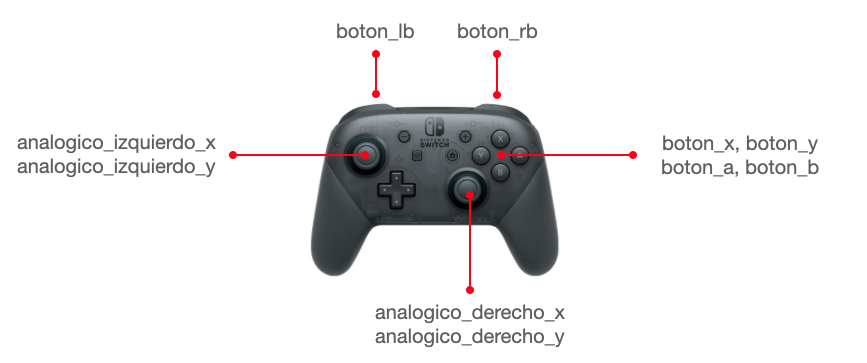 boton_lb
boton_rb
analogico_izquierdo_x
analogico_izquierdo_y
NINTENDO
SWITCH
X
Y
A
B
boton_x, boton_y
boton_a, boton_b
analogico_derecho_x
analogico_derecho_y